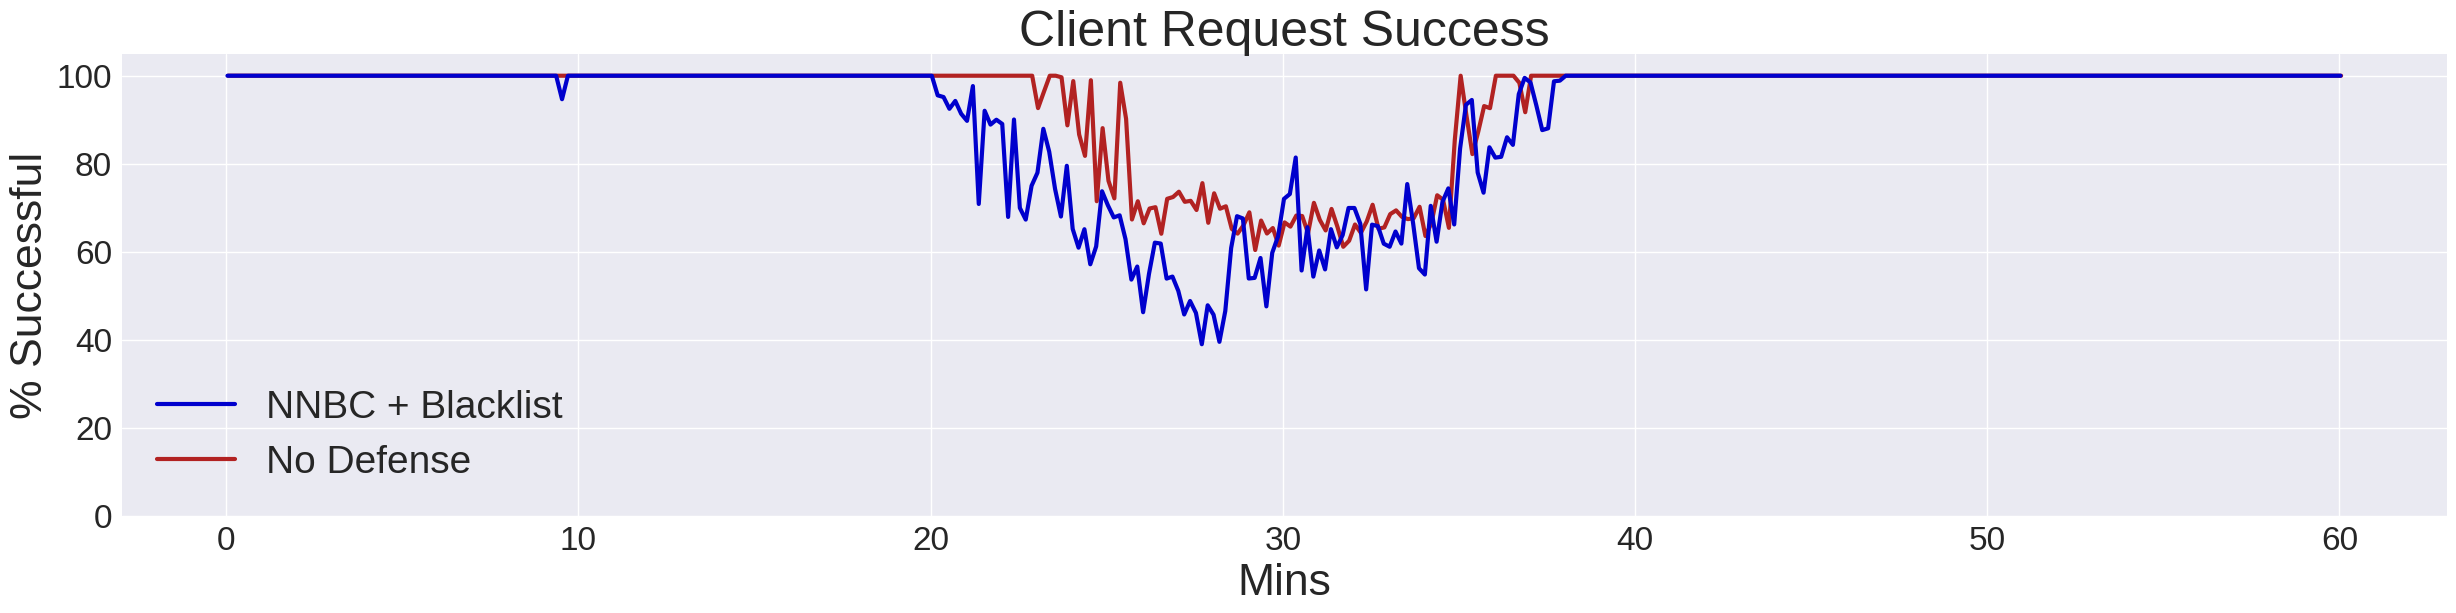 Client Request Success
% Successful
100
80
60
40
20
0
NNBC + Blacklist
No Defense
0 10 20 30 40 50 60
Mins